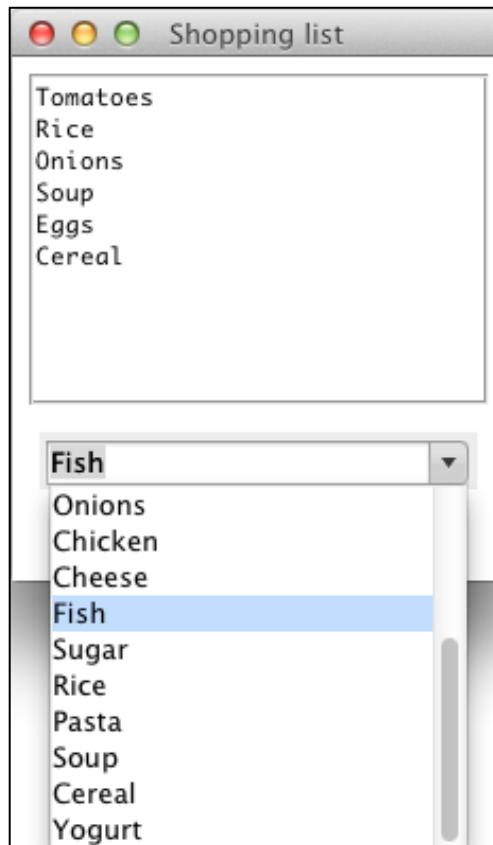 Shopping list
Tomatoes
Rice
Onions
Soup
Eggs
Cereal
Fish
Onions
Chicken
Cheese
Fish
Sugar
Rice
Pasta
Soup
Cereal
Yogurt